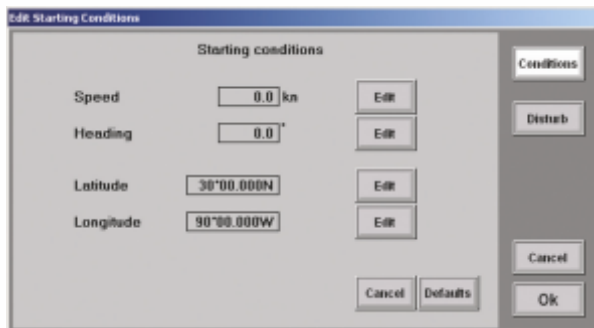 Edit Starting Conditions
Starting conditions
Speed 0.0 kn Edit
Heading 0.0 ° Edit
Latitude 30°00.000N Edit
Longitude 90°00.000W Edit
Cancel Defaults
Conditions
Disturb
Cancel
Ok